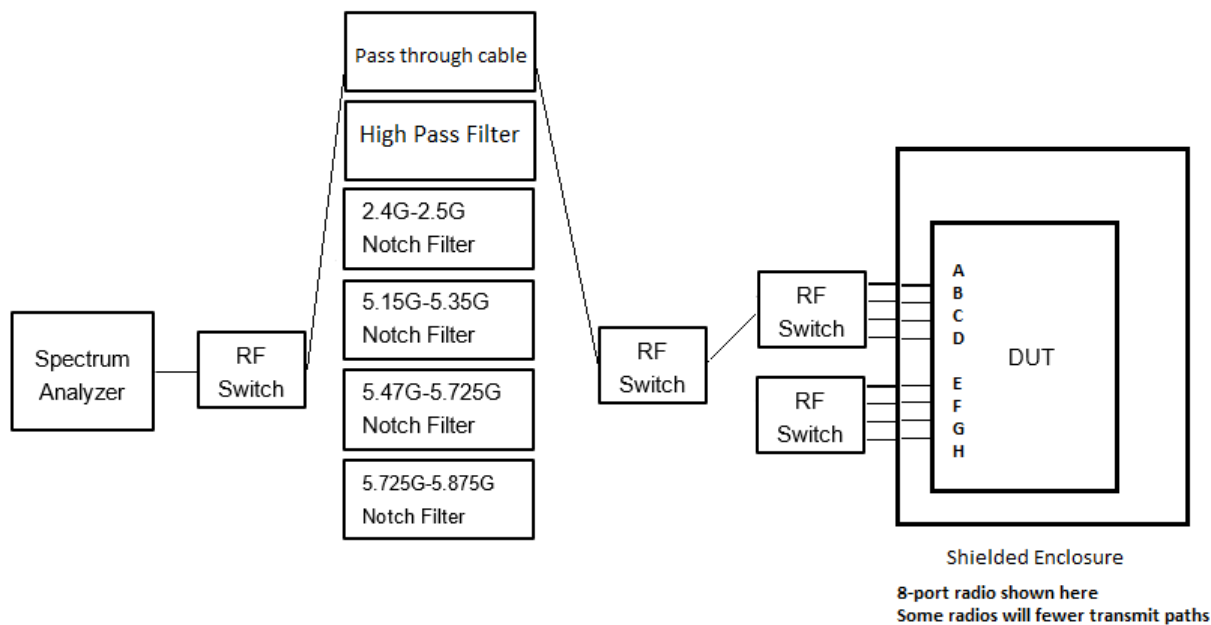 Pass through cable
High Pass Filter
2.4G-2.5G
Notch Filter
5.15G-5.35G
Notch Filter
5.47G-5.725G
Notch Filter
5.725G-5.875G
Notch Filter
Spectrum
Analyzer
RF
Switch
RF
Switch
RF
Switch
RF
Switch
A
B
C
D
E
F
G
H
DUT
Shielded Enclosure
8-port radio shown here
Some radios will fewer transmit paths